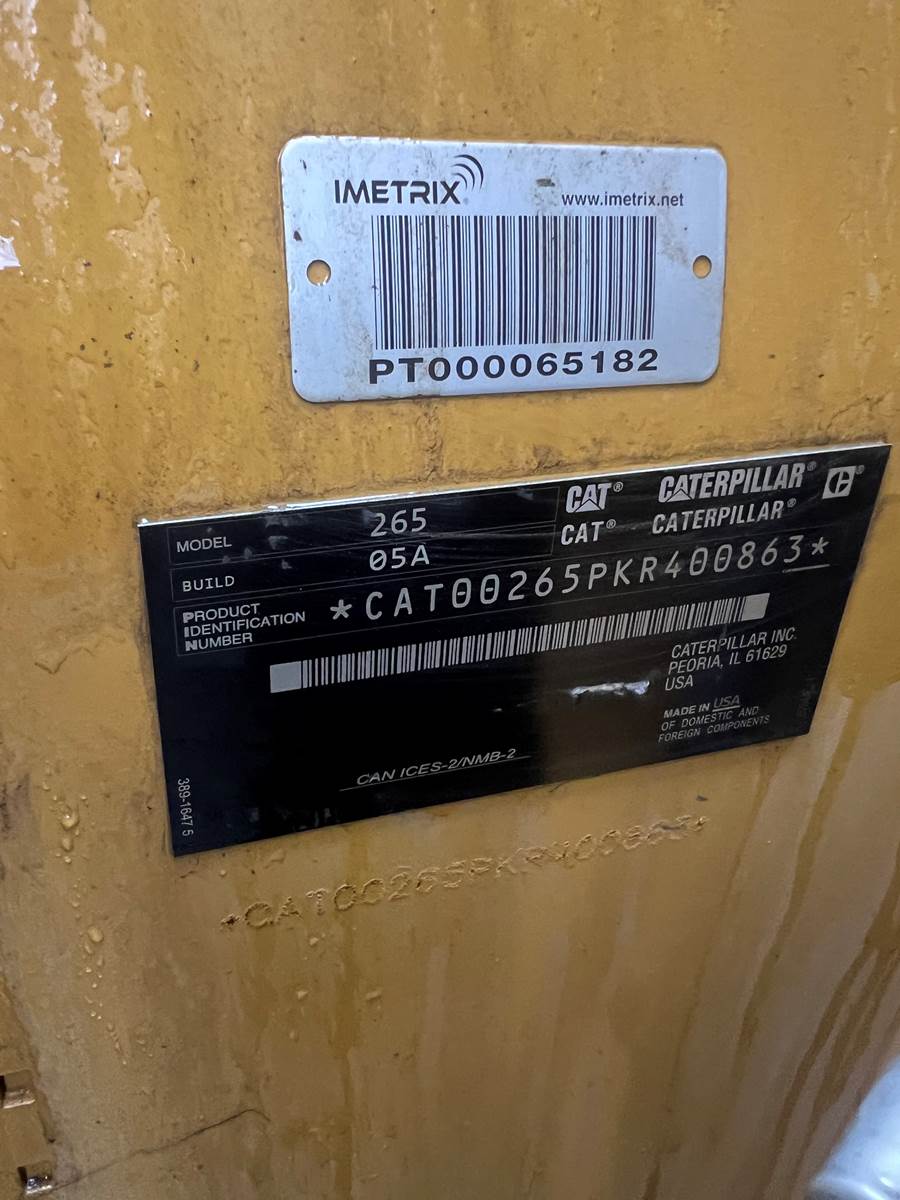 IMETRIX
www.imetrix.net
PT000065182
MODEL 265
BUILD 05A
CAT® CATERPILLAR®
CAT® CATERPILLAR®
PRODUCT
IDENTIFICATION
NUMBER
*CAT00265PKR400863*
CATERPILLAR INC.
PEORIA, IL 61629
USA
MADE IN USA
OF DOMESTIC AND
FOREIGN COMPONENTS
CAN ICES-2/NMB-2
389-1647 5
*CAT00265PKR400863*